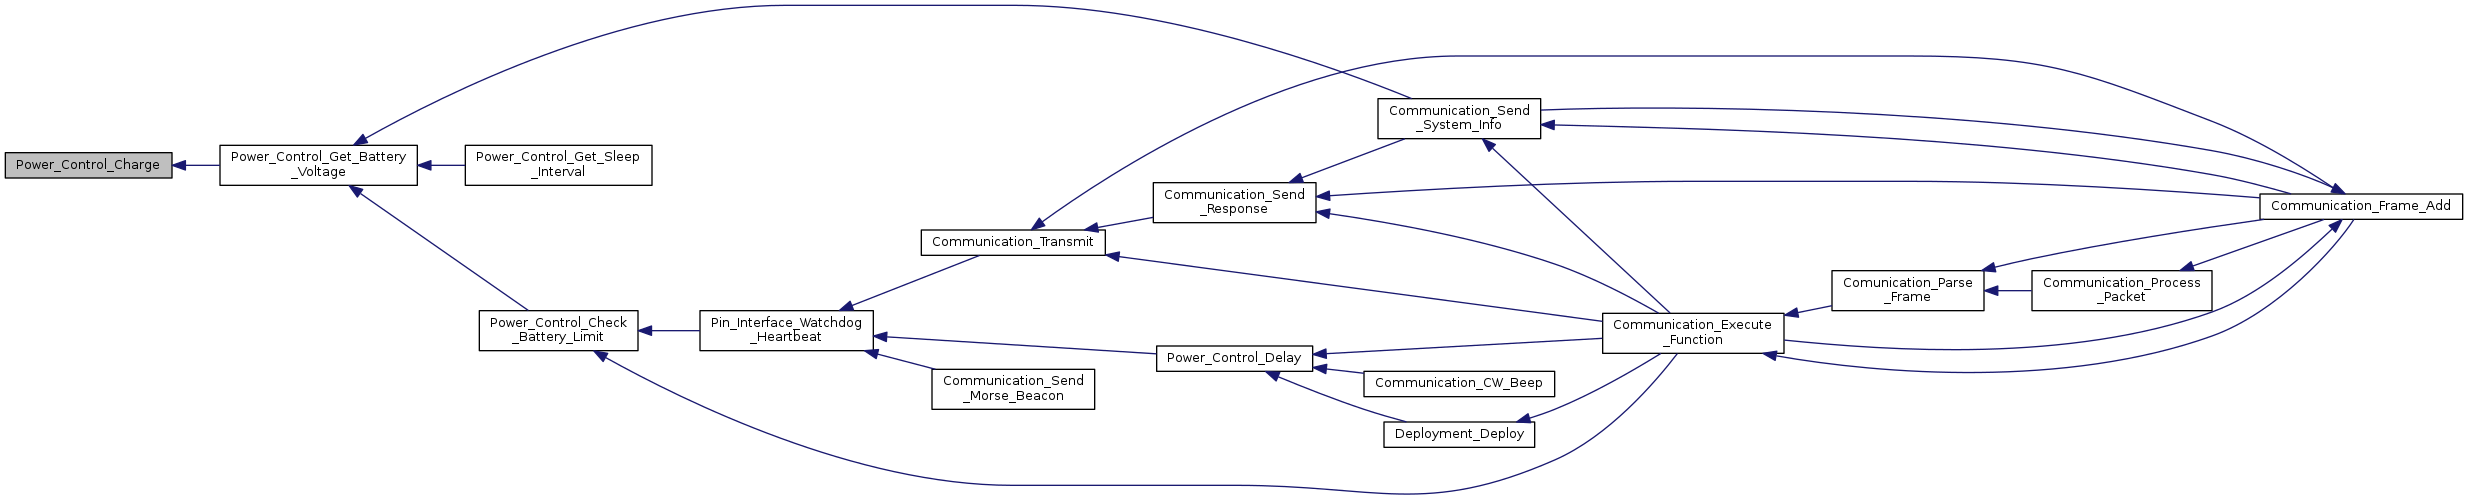 Power_Control_Charge
Power_Control_Get_Battery
_Voltage
Power_Control_Get_Sleep
_Interval
Power_Control_Check
_Battery_Limit
Pin_Interface_Watchdog
_Heartbeat
Communication_Transmit
Communication_Send
_Morse_Beacon
Communication_Send
_Response
Power_Control_Delay
Communication_Send
_System_Info
Communication_CW_Beep
Deployment_Deploy
Communication_Execute
_Function
Comunication_Parse
_Frame
Communication_Process
_Packet
Communication_Frame_Add